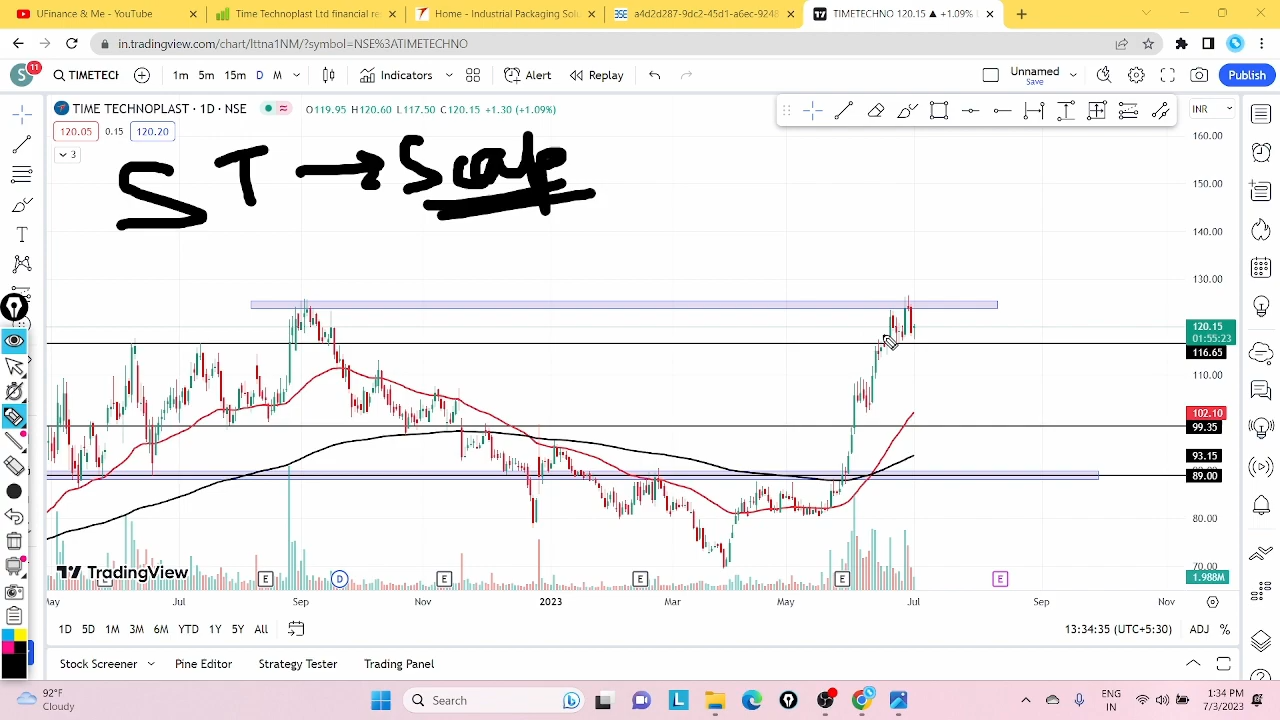 UFinance & Me - YouTube
Time Technoplast Ltd financial re
Home - Industrial Packaging Solu
a4d2d287-9dc2-45d1-a6ec-9248
TIMETECHNO 120.15 ▲ +1.09%
in.tradingview.com/chart/lttna1NM/?symbol=NSE%3ATIMETECHNO
S 11 TIMETECH 1m 5m 15m D M Indicators Alert Replay Unnamed Save Publish
TIME TECHNOPLAST · 1D · NSE O119.95 H120.60 L117.50 C120.15 +1.30 (+1.09%)
INR
120.05 0.15 120.20
3
S T → Scalp
160.00
150.00
140.00
130.00
120.15
01:55:23
116.65
110.00
102.10
99.35
93.15
89.00
80.00
70.00
1.988M
TradingView
E E D E E E E
May Jul Sep Nov 2023 Mar May Jul Sep Nov
1D 5D 1M 3M 6M YTD 1Y 5Y All 13:34:35 (UTC+5:30) ADJ %
Stock Screener Pine Editor Strategy Tester Trading Panel
92°F
Cloudy
Search
ENG
IN
1:34 PM
7/3/2023